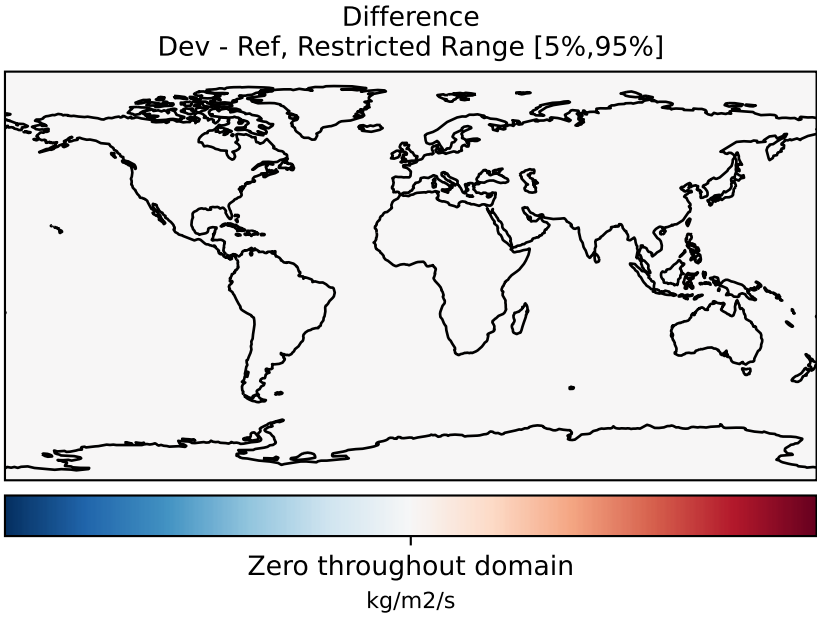 Difference
Dev - Ref, Restricted Range [5%,95%]
Zero throughout domain
kg/m2/s